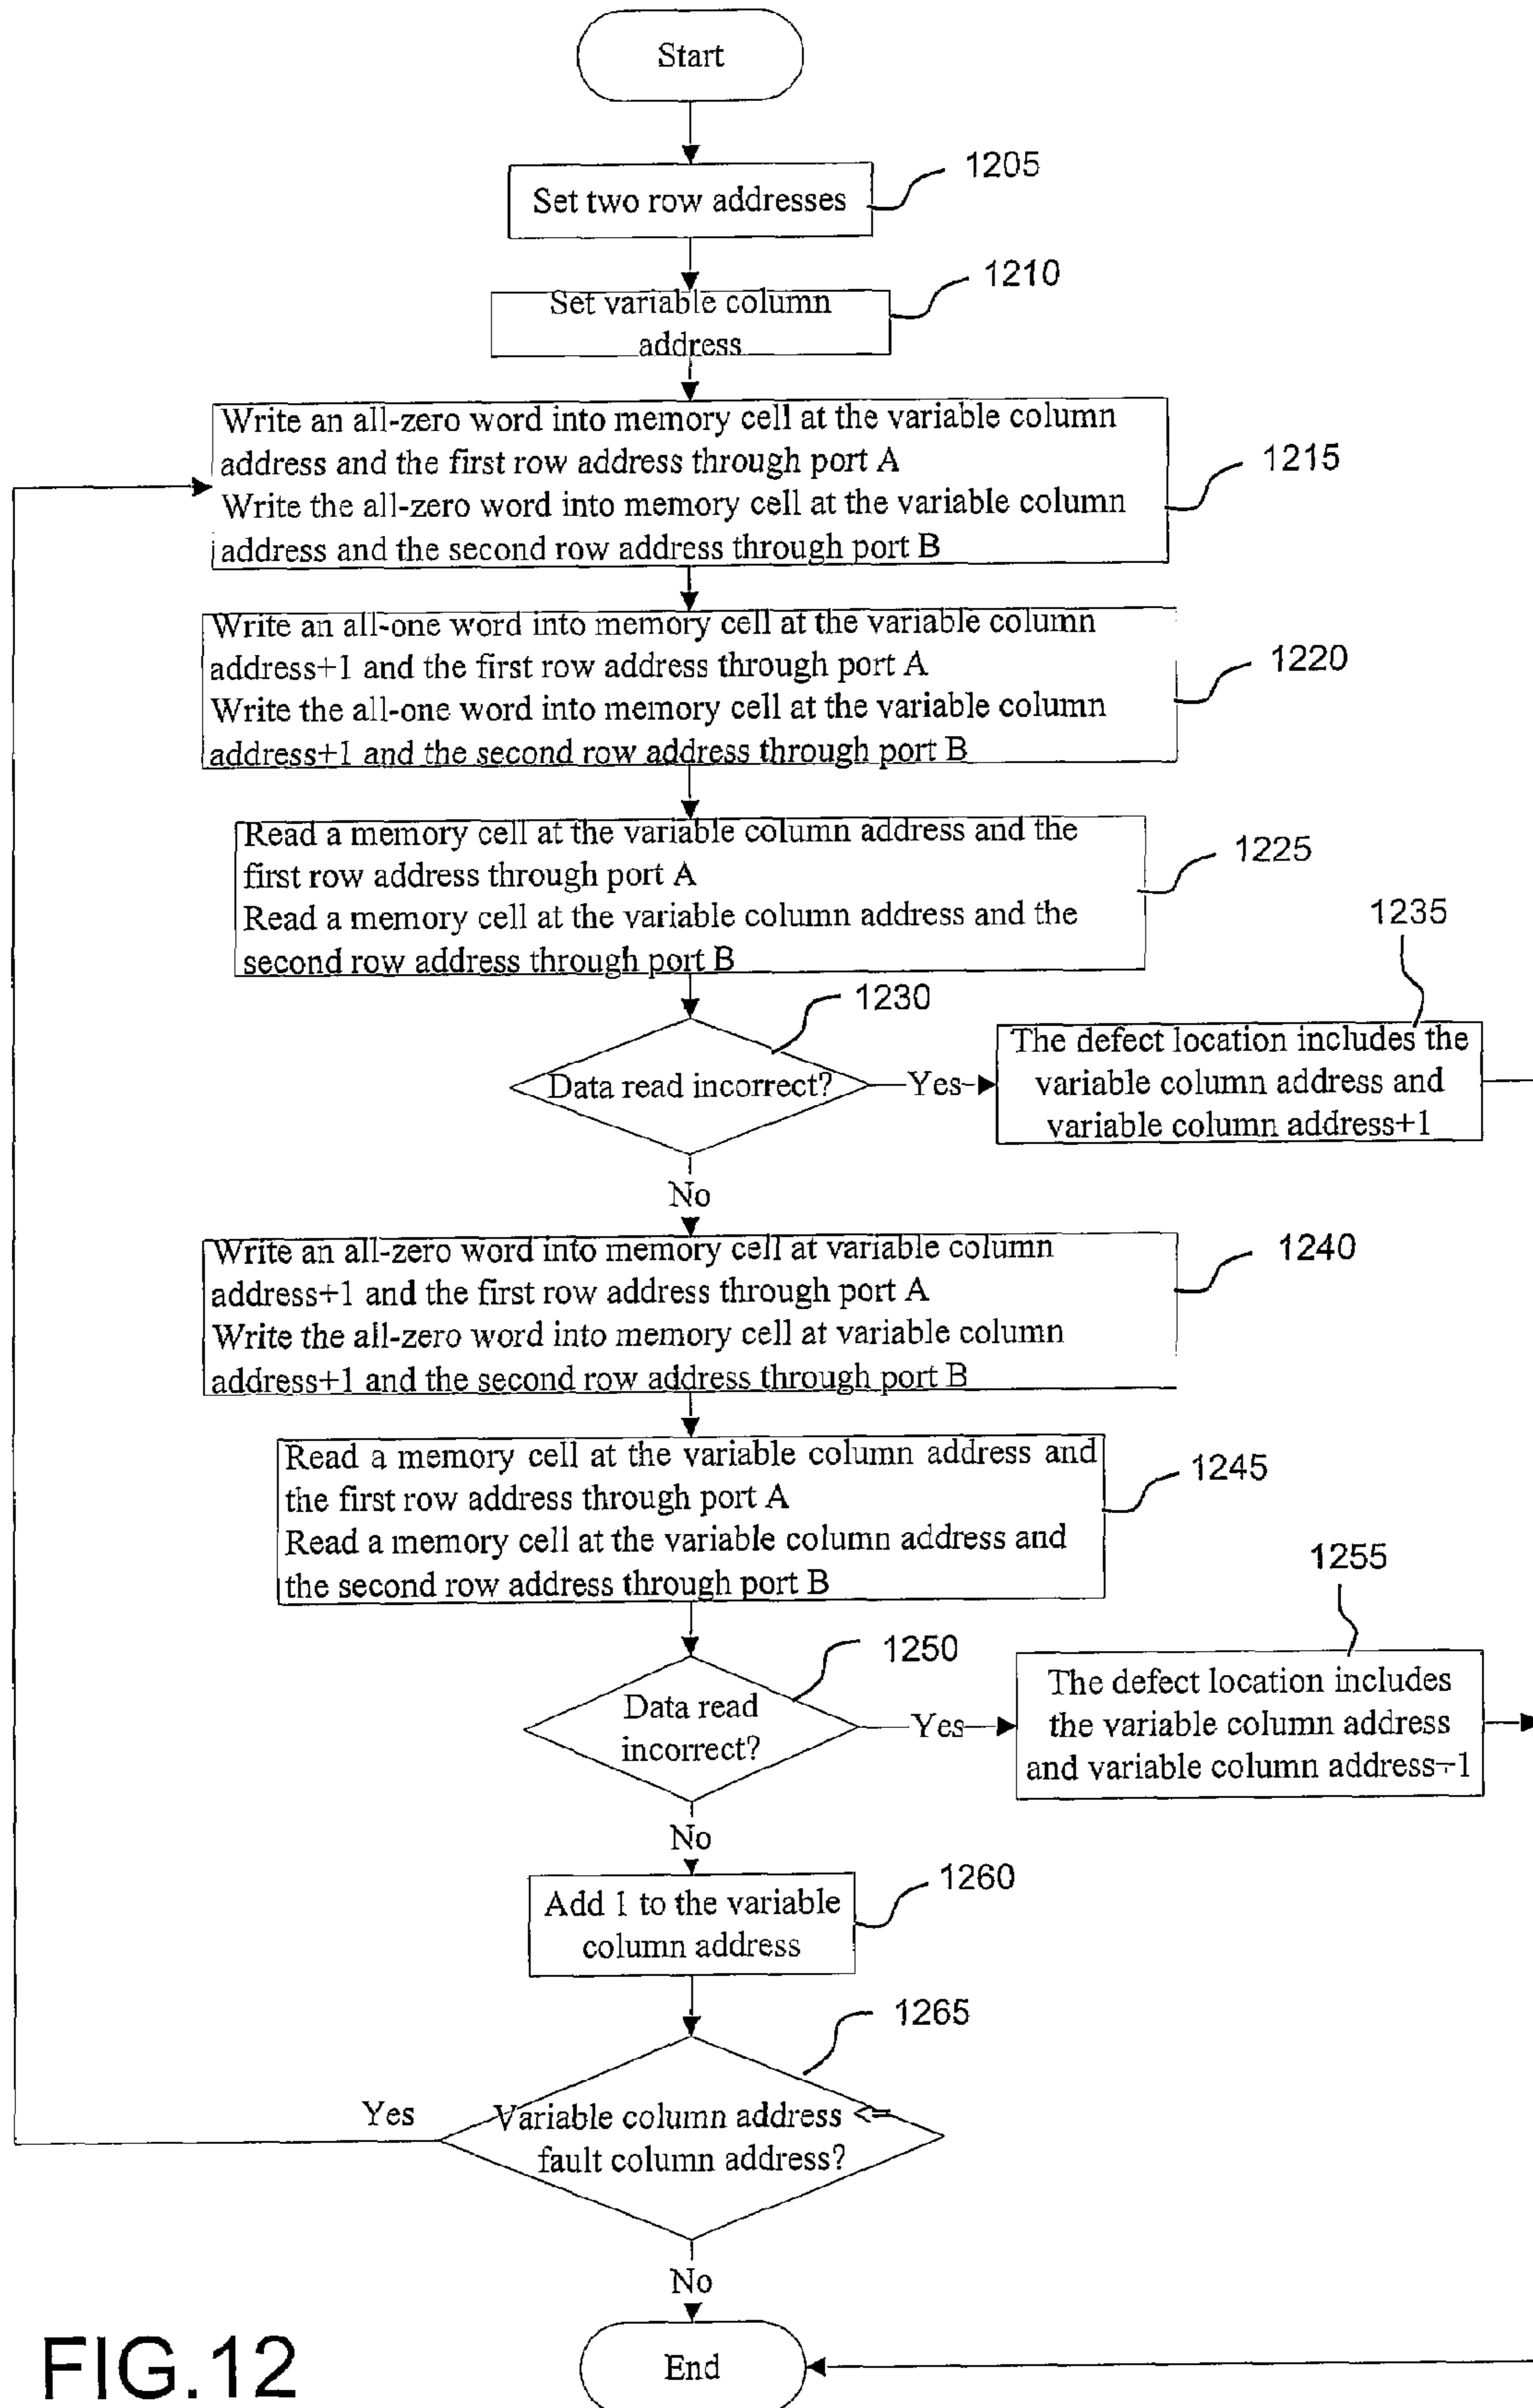 Start
1205
Set two row addresses
1210
Set variable column
address
Write an all-zero word into memory cell at the variable column
address and the first row address through port A
Write the all-zero word into memory cell at the variable column
address and the second row address through port B
1215
Write an all-one word into memory cell at the variable column
address+1 and the first row address through port A
Write the all-one word into memory cell at the variable column
address+1 and the second row address through port B
1220
Read a memory cell at the variable column address and the
first row address through port A
Read a memory cell at the variable column address and the
second row address through port B
1225
1230
Data read incorrect?
Yes
1235
The defect location includes the
variable column address and
variable column address+1
No
Write an all-zero word into memory cell at variable column
address+1 and the first row address through port A
Write the all-zero word into memory cell at variable column
address+1 and the second row address through port B
1240
Read a memory cell at the variable column address and
the first row address through port A
Read a memory cell at the variable column address and
the second row address through port B
1245
1250
Data read
incorrect?
Yes
1255
The defect location includes
the variable column address
and variable column address+1
No
Add 1 to the variable
column address
1260
1265
Variable column address <=
fault column address?
Yes
No
End
FIG.12